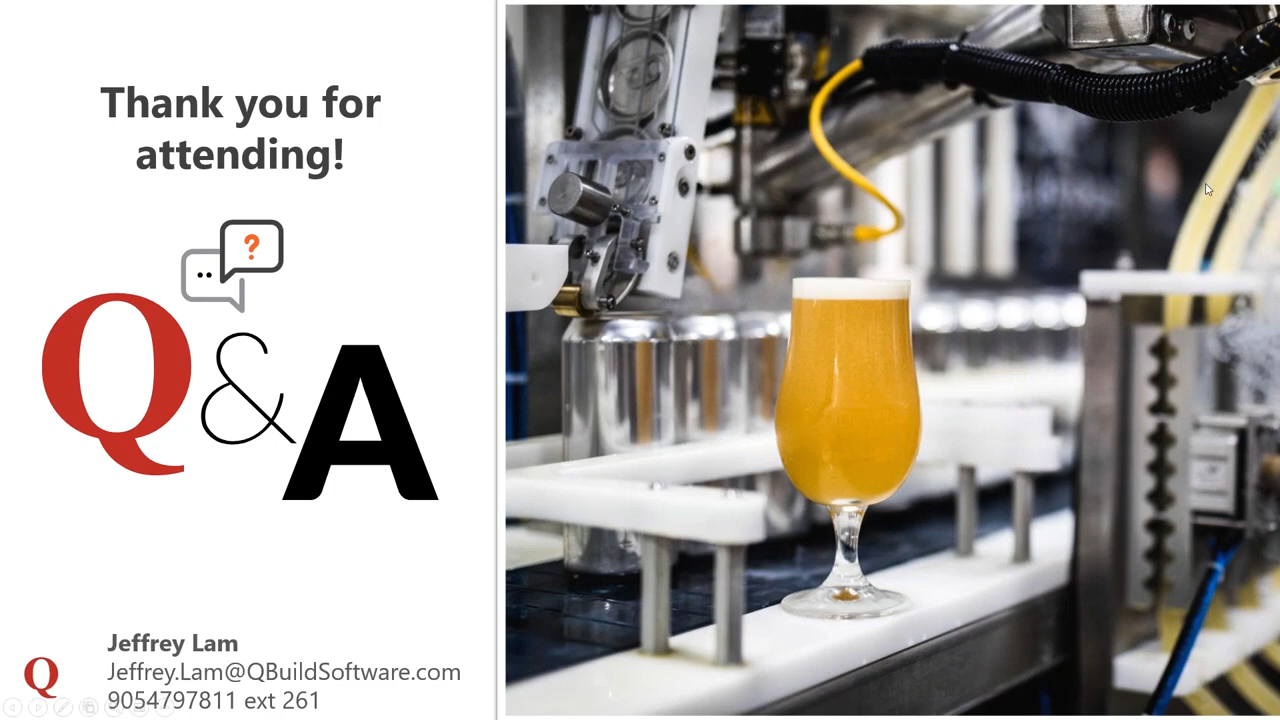 Thank you for
attending!
?
Q&A
Jeffrey Lam
Q
Jeffrey.Lam@QBuildSoftware.com
9054797811 ext 261